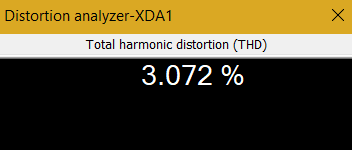 Distortion analyzer-XDA1
Total harmonic distortion (THD)
3.072 %